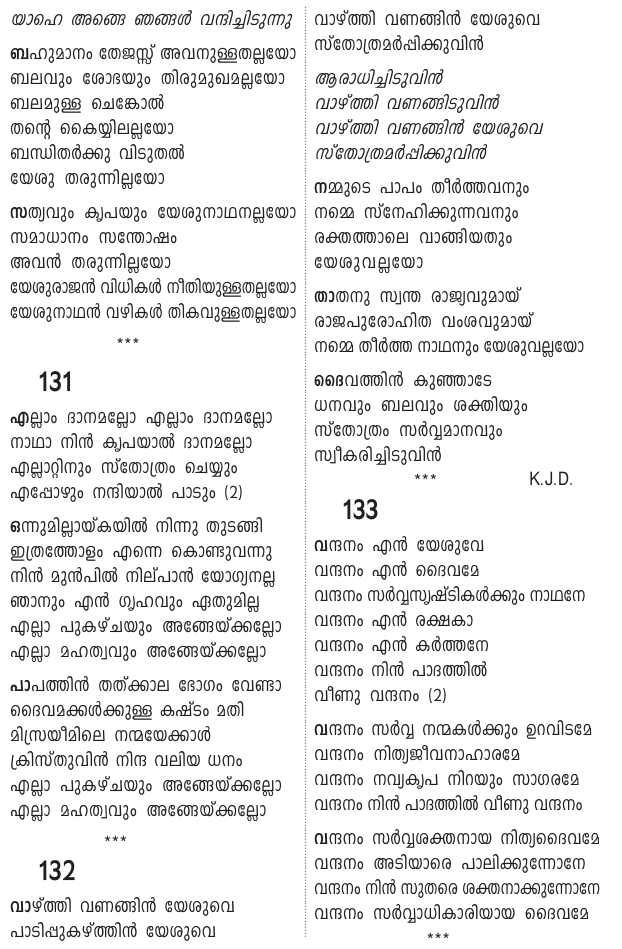 യാഹെ അങ്ങെ ഞങ്ങൾ വന്ദിച്ചിടുന്നു
ബഹുമാനം തേജസ്സ് അവനുള്ളതല്ലയോ
ബലവും ശോഭയും തിരുമുഖമല്ലയോ
ബലമുള്ള ചെങ്കോൽ
തന്റെ കൈയ്യിലല്ലയോ
ബന്ധിതർക്കു വിടുതൽ
യേശു തരുന്നില്ലയോ
സത്വവും കൃപയും യേശുനാഥനല്ലയോ
സമാധാനം സന്തോഷം
അവൻ തരുന്നില്ലയോ
യേശുരാജൻ വിധികൾ നീതിയുള്ളതല്ലയോ
യേശുനാഥൻ വഴികൾ തികവുള്ളതല്ലയോ
***
131
എല്ലാം ദാനമല്ലോ എല്ലാം ദാനമല്ലോ
നാഥാ നിൻ കൃപയാൽ ദാനമല്ലോ
എല്ലാറ്റിനും സ്തോത്രം ചെയ്യും
എപ്പോഴും നന്ദിയാൽ പാടും (2)
ഒന്നുമില്ലായ്കയിൽ നിന്നു തുടങ്ങി
ഇത്രത്തോളം എന്നെ കൊണ്ടുവന്നു
നിൻ മുൻപിൽ നില്പാൻ യോഗ്യനല്ല
ഞാനും എൻ ഗൃഹവും ഏതുമില്ല
എല്ലാ പുകഴ്ചയും അങ്ങേയ്ക്കല്ലോ
എല്ലാ മഹത്വവും അങ്ങേയ്ക്കല്ലോ
പാപത്തിൻ തത്ക്കാല ഭോഗം വേണ്ടാ
ദൈവമക്കൾക്കുള്ള കഷ്ടം മതി
മിസ്രയീമിലെ നന്മയേക്കാൾ
ക്രിസ്തുവിൻ നിന്ദ വലിയ ധനം
എല്ലാ പുകഴ്ചയും അങ്ങേയ്ക്കല്ലോ
എല്ലാ മഹത്വവും അങ്ങേയ്ക്കല്ലോ
***
132
വാഴ്ത്തി വണങ്ങിൻ യേശുവെ
പാടിപ്പുകഴ്ത്തിൻ യേശുവെ
വാഴ്ത്തി വണങ്ങിൻ യേശുവെ
സ്തോത്രമർപ്പിക്കുവിൻ
ആരാധിച്ചിടുവിൻ
വാഴ്ത്തി വണങ്ങിടുവിൻ
വാഴ്ത്തി വണങ്ങിൻ യേശുവെ
സ്തോത്രമർപ്പിക്കുവിൻ
നമ്മുടെ പാപം തീർത്തവനും
നമ്മെ സ്നേഹിക്കുന്നവനും
രക്തത്താലെ വാങ്ങിയതും
യേശുവല്ലയോ
താതനു സ്വന്ത രാജ്യവുമായ്
രാജപുരോഹിത വംശവുമായ്
നമ്മെ തീർത്ത നാഥനും യേശുവല്ലയോ
ദൈവത്തിൻ കുഞ്ഞാടേ
ധനവും ബലവും ശക്തിയും
സ്തോത്രം സർവ്വമാനവും
സ്വീകരിച്ചിടുവിൻ
*** K.J.D.
133
വന്ദനം എൻ യേശുവേ
വന്ദനം എൻ ദൈവമേ
വന്ദനം സർവ്വസൃഷ്ടികൾക്കും നാഥനേ
വന്ദനം എൻ രക്ഷകാ
വന്ദനം എൻ കർത്തനേ
വന്ദനം നിൻ പാദത്തിൽ
വീണു വന്ദനം (2)
വന്ദനം സർവ്വ നന്മകൾക്കും ഉറവിടമേ
വന്ദനം നിത്യജീവനാഹാരമേ
വന്ദനം നവ്യകൃപ നിറയും സാഗരമേ
വന്ദനം നിൻ പാദത്തിൽ വീണു വന്ദനം
വന്ദനം സർവ്വശക്തനായ നിത്യദൈവമേ
വന്ദനം അടിയാരെ പാലിക്കുന്നോനേ
വന്ദനം നിൻ സുതരെ ശക്തനാക്കുന്നോനേ
വന്ദനം സർവ്വാധികാരിയായ ദൈവമേ
***